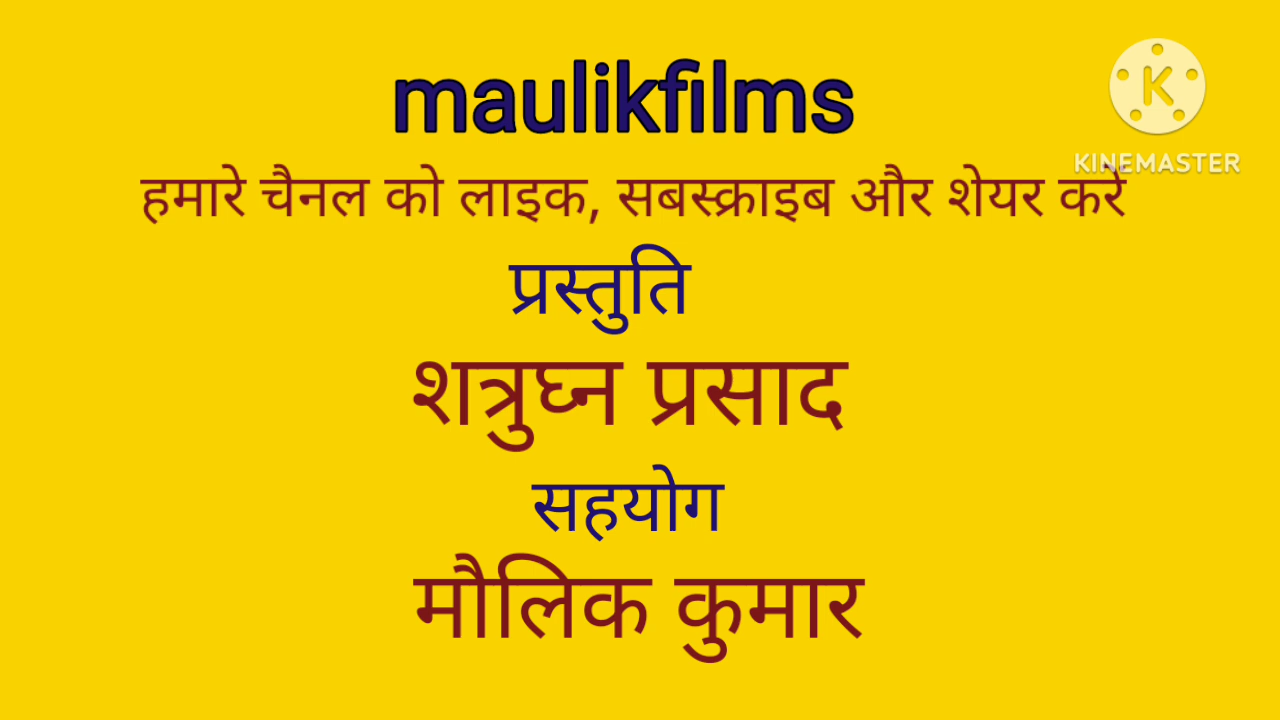 maulikfilms
K
KINEMASTER
हमारे चैनल को लाइक, सबस्क्राइब और शेयर करे
प्रस्तुति
शत्रुघ्न प्रसाद
सहयोग
मौलिक कुमार